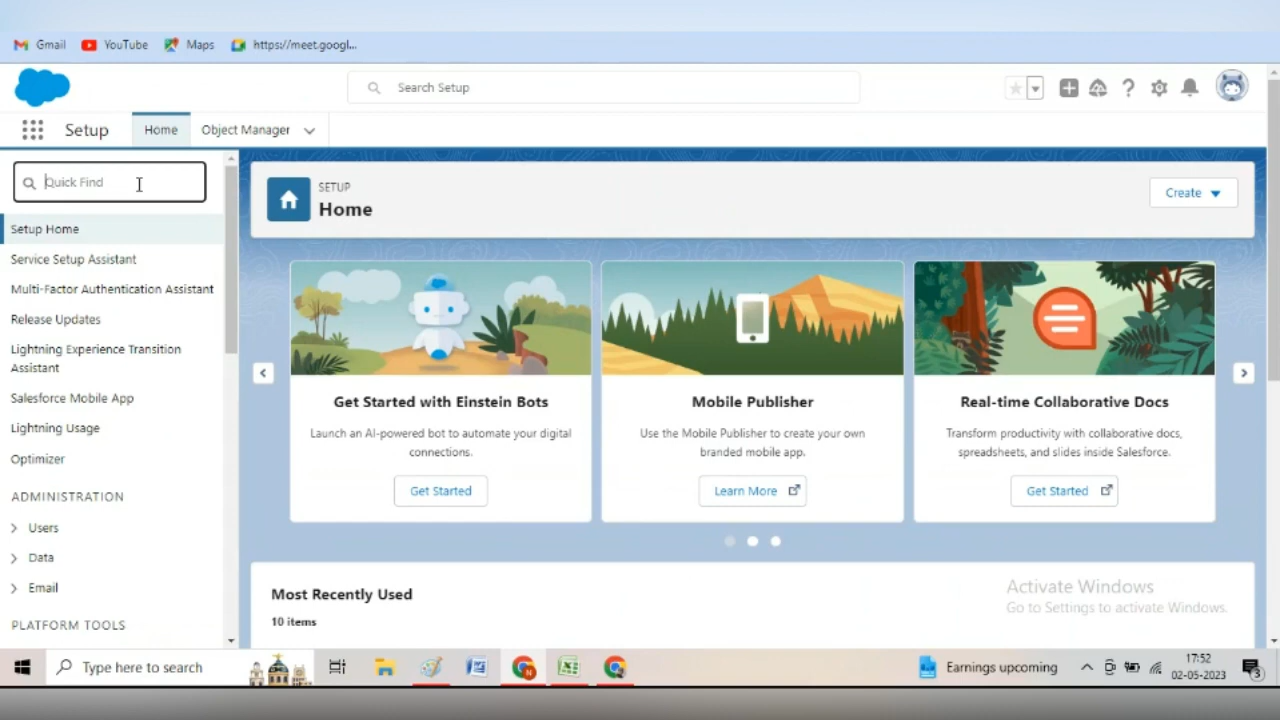 Gmail YouTube Maps https://meet.googl...
Search Setup
Setup Home Object Manager
Quick Find
Setup Home
Service Setup Assistant
Multi-Factor Authentication Assistant
Release Updates
Lightning Experience Transition
Assistant
Salesforce Mobile App
Lightning Usage
Optimizer
ADMINISTRATION
Users
Data
Email
PLATFORM TOOLS
SETUP
Home
Create
Get Started with Einstein Bots
Launch an AI-powered bot to automate your digital
connections.
Get Started
Mobile Publisher
Use the Mobile Publisher to create your own
branded mobile app.
Learn More
Real-time Collaborative Docs
Transform productivity with collaborative docs,
spreadsheets, and slides inside Salesforce.
Get Started
Most Recently Used
10 items
Activate Windows
Go to Settings to activate Windows.
Type here to search
Earnings upcoming
17:52
02-05-2023
3